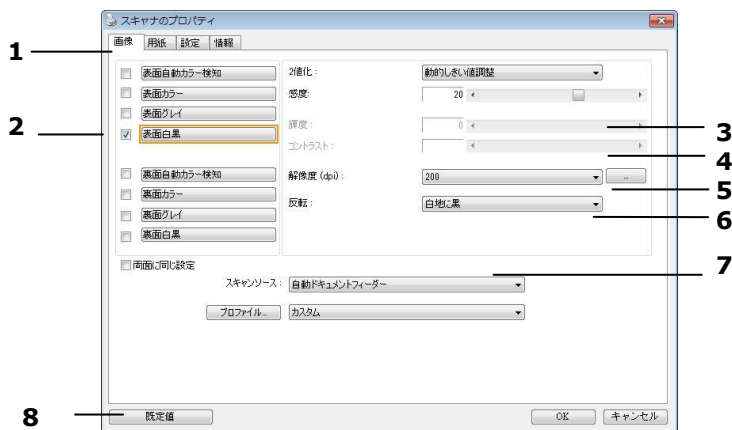 スキャナのプロパティ
画像 用紙 設定 情報
1
表面自動カラー検知
表面カラー
表面グレイ
2
表面白黒
裏面自動カラー検知
裏面カラー
裏面グレイ
裏面白黒
2値化： 動的しきい値調整
感度： 20
輝度： 0
3
コントラスト：
4
解像度 (dpi)： 200 ..
5
反転： 白地に黒
6
両面に同じ設定
7
スキャンソース： 自動ドキュメントフィーダー
プロファイル... カスタム
8
既定値 OK キャンセル